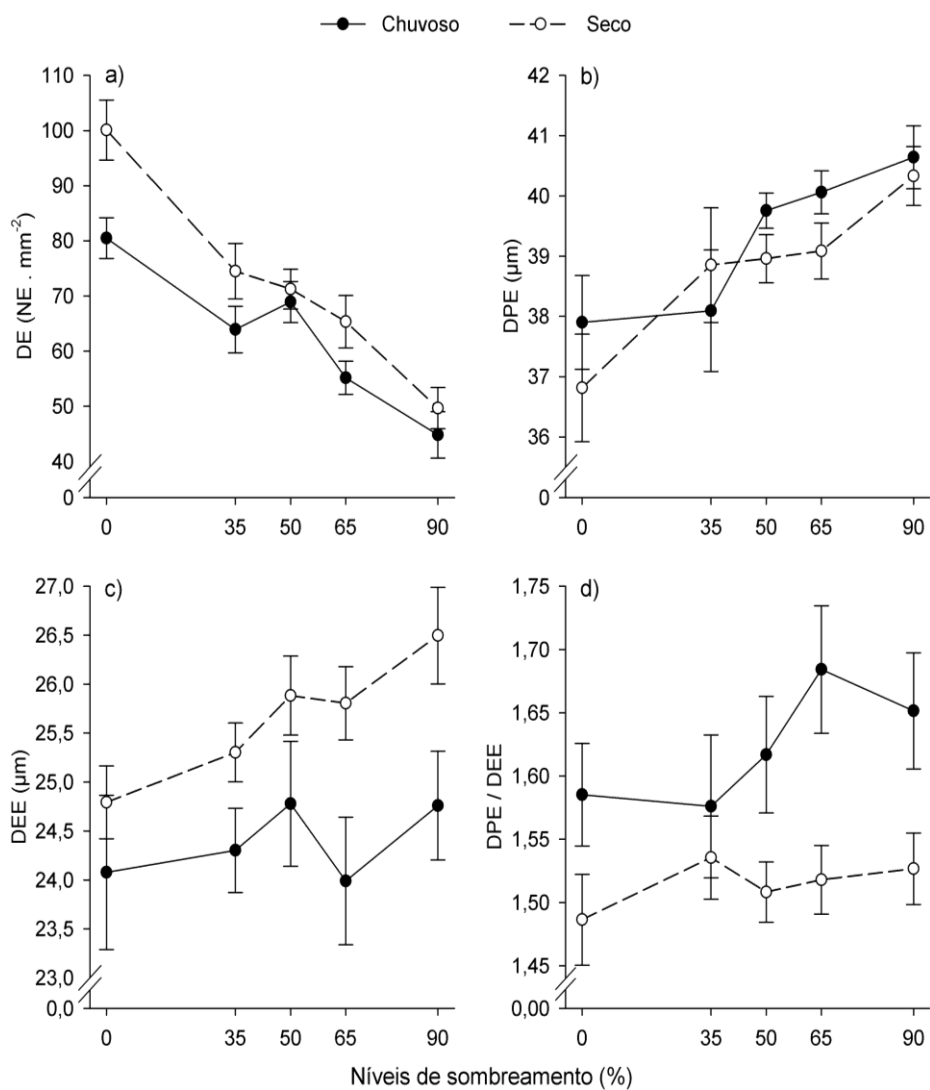 Chuvoso Seco
a)
110
100
90
80
70
60
50
40
0
DE (NE . mm⁻²)
0 35 50 65 90
b)
42
41
40
39
38
37
36
0
DPE (µm)
0 35 50 65 90
c)
27,0
26,5
26,0
25,5
25,0
24,5
24,0
23,5
23,0
0,0
DEE (µm)
0 35 50 65 90
d)
1,75
1,70
1,65
1,60
1,55
1,50
1,45
0,00
DPE / DEE
0 35 50 65 90
Níveis de sombreamento (%)